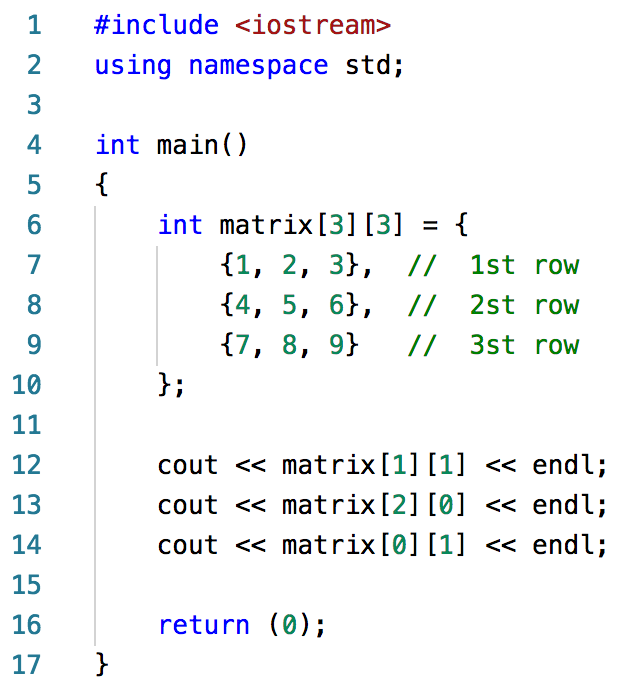 1 #include <iostream>
2 using namespace std;
3
4 int main()
5 {
6     int matrix[3][3] = {
7         {1, 2, 3},  //  1st row
8         {4, 5, 6},  //  2st row
9         {7, 8, 9}   //  3st row
10     };
11
12     cout << matrix[1][1] << endl;
13     cout << matrix[2][0] << endl;
14     cout << matrix[0][1] << endl;
15
16     return (0);
17 }